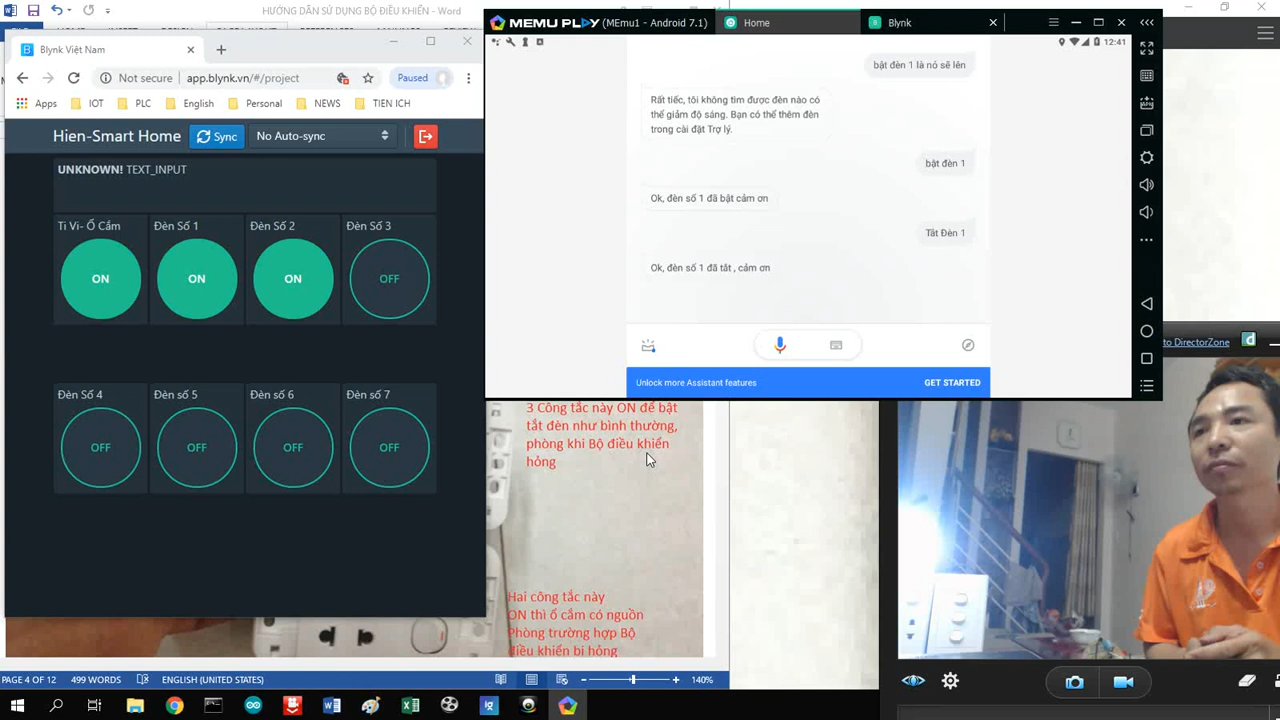 HƯỚNG DẪN SỬ DỤNG BỘ ĐIỀU KHIỂN - Word
Blynk Việt Nam
Not secure
app.blynk.vn/#/project
Paused
Apps
IOT
PLC
English
Personal
NEWS
TIEN ICH
Hien-Smart Home
Sync
No Auto-sync
UNKNOWN! TEXT_INPUT
Ti Vi- Ổ Cắm
Đèn Số 1
Đèn Số 2
Đèn Số 3
ON
ON
ON
OFF
Đèn Số 4
Đèn số 5
Đèn số 6
Đèn số 7
OFF
OFF
OFF
OFF
MEMU PLAY (MEmu1 - Android 7.1)
Home
Blynk
12:41
bật đèn 1 là nó sẽ lên
Rất tiếc, tôi không tìm được đèn nào có
thể giảm độ sáng. Bạn có thể thêm đèn
trong cài đặt Trợ lý.
bật đèn 1
Ok, đèn số 1 đã bật cảm ơn
Tắt Đèn 1
Ok, đèn số 1 đã tắt , cảm ơn
Unlock more Assistant features
GET STARTED
3 Công tắc này ON để bật
tắt đèn như bình thường,
phòng khi Bộ điều khiển
hỏng
Hai công tắc này
ON thì ổ cắm có nguồn
Phòng trường hợp Bộ
điều khiển bị hỏng
to DirectorZone
PAGE 4 OF 12
499 WORDS
ENGLISH (UNITED STATES)
140%